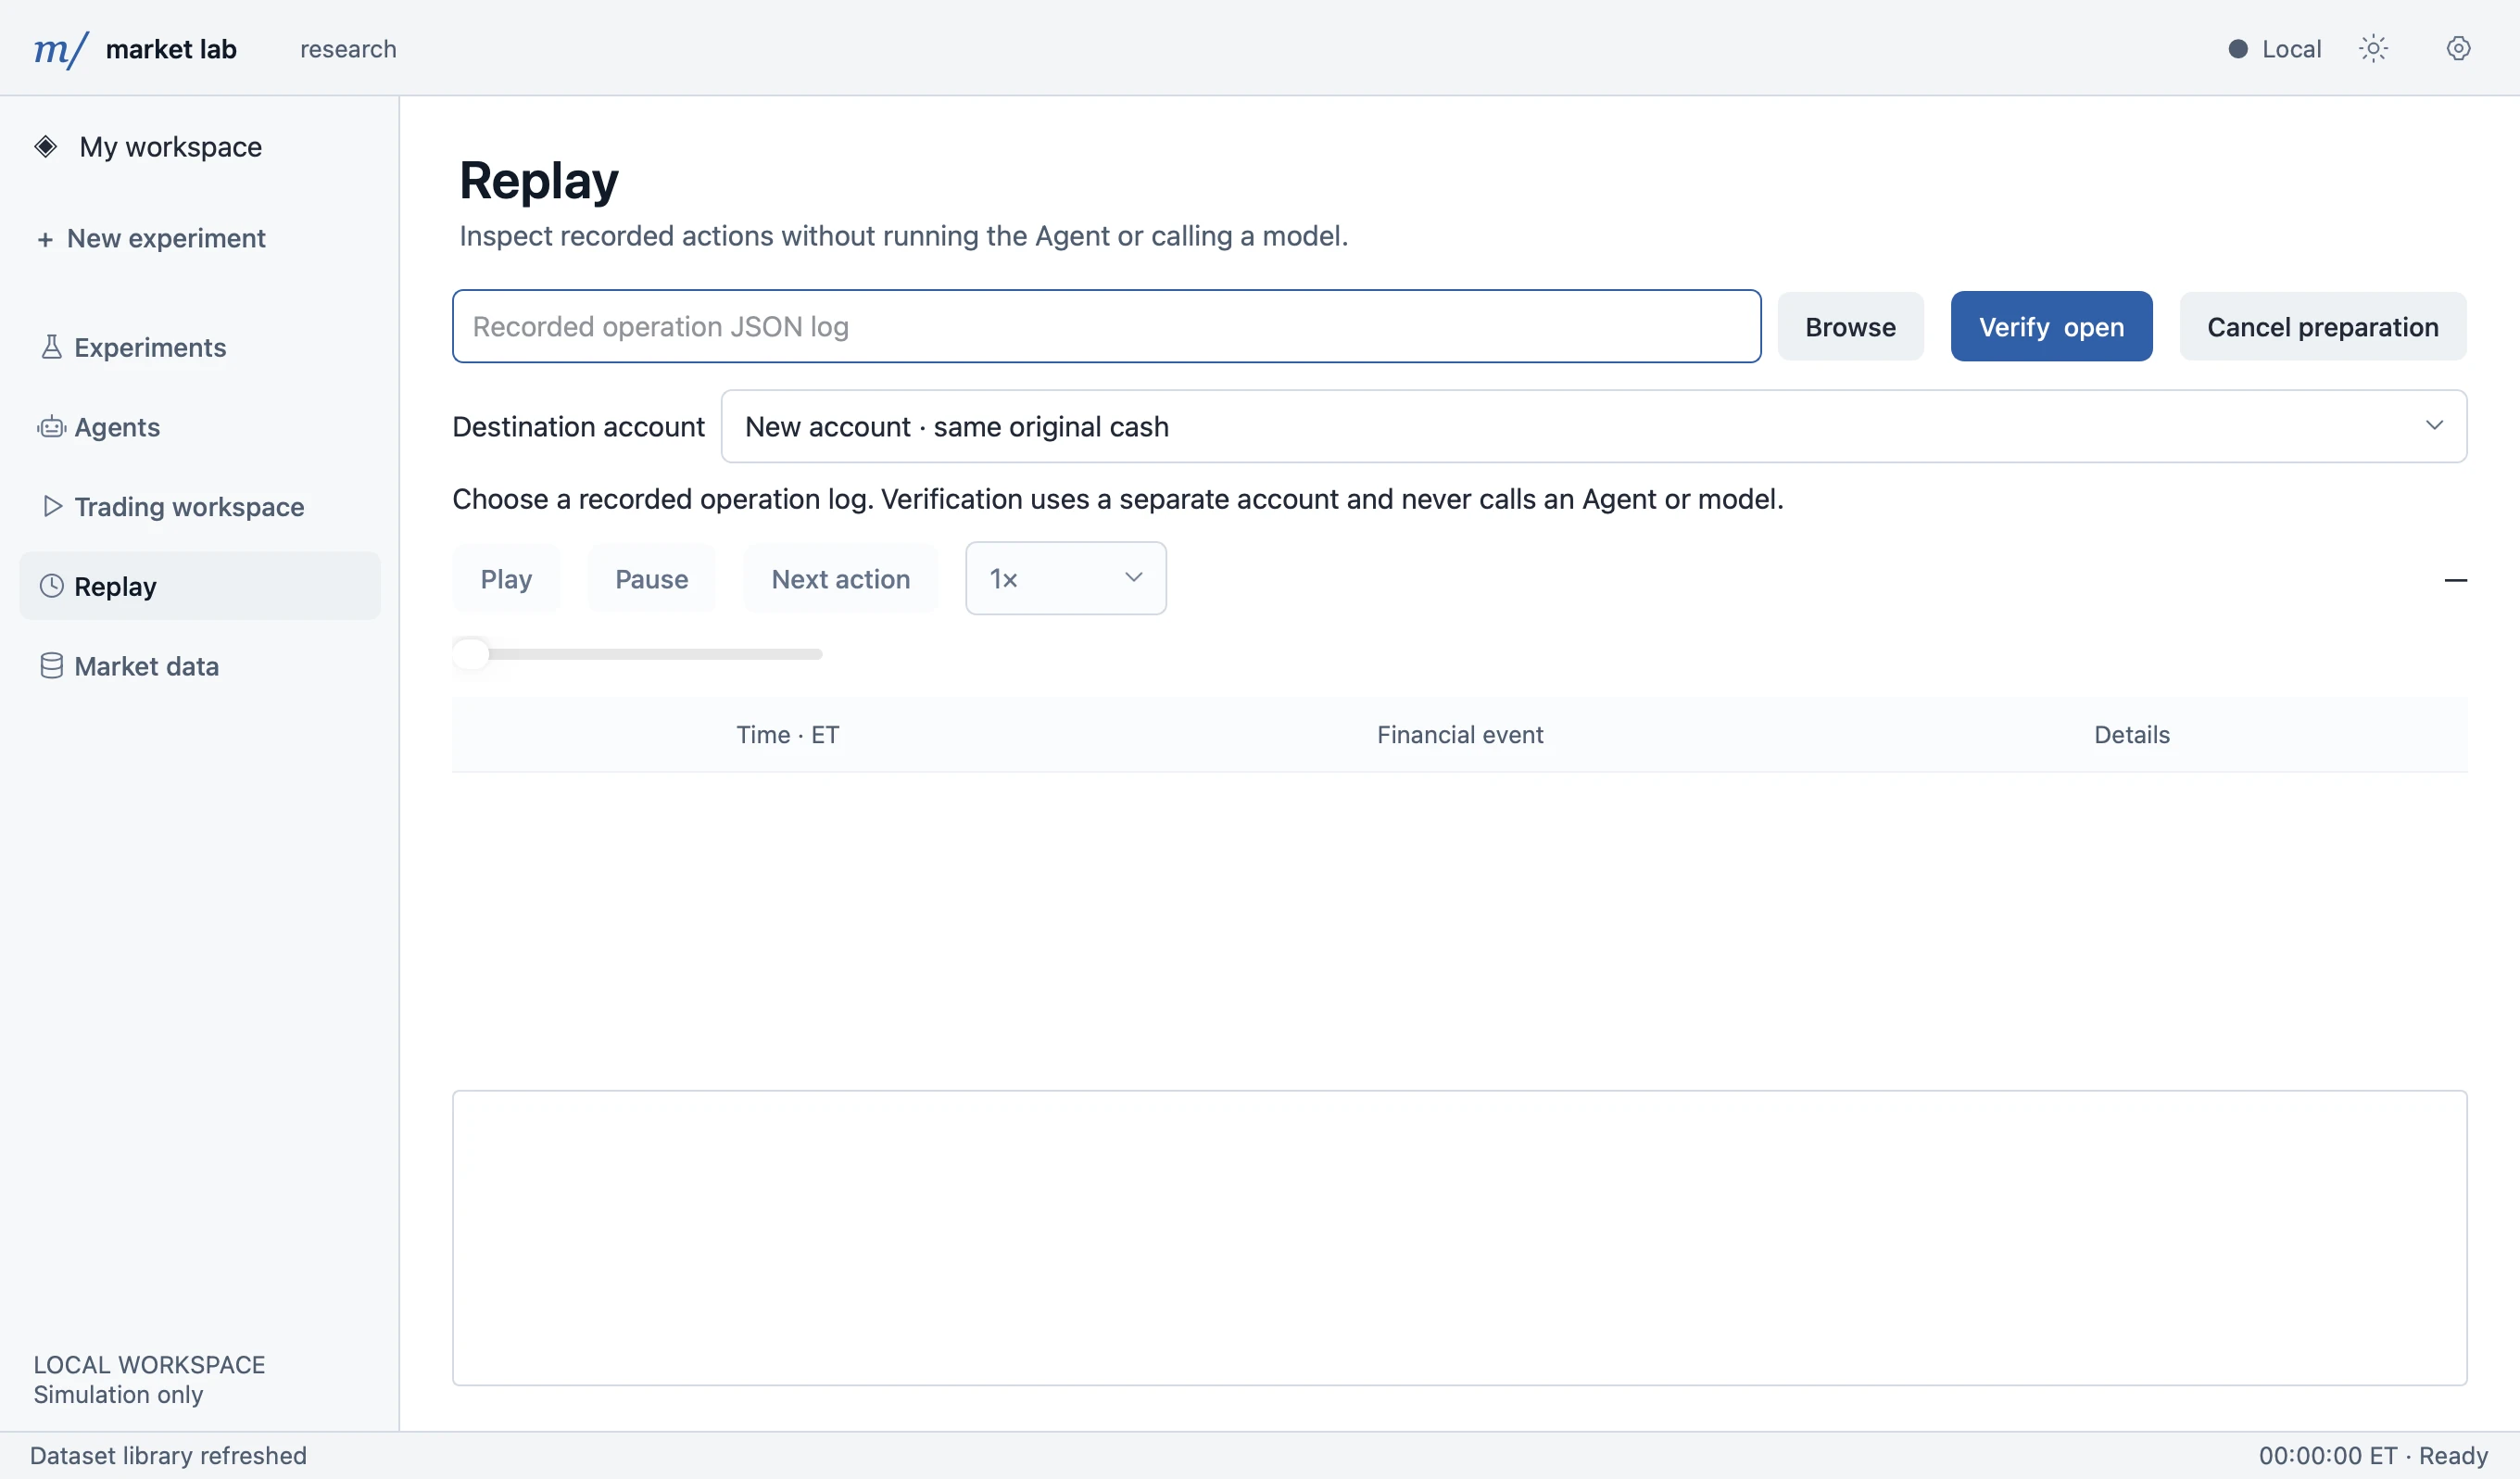 m/ market lab research Local
My workspace
+ New experiment
Experiments
Agents
Trading workspace
Replay
Market data
LOCAL WORKSPACE
Simulation only
Replay
Inspect recorded actions without running the Agent or calling a model.
Recorded operation JSON log Browse Verify open Cancel preparation
Destination account New account · same original cash
Choose a recorded operation log. Verification uses a separate account and never calls an Agent or model.
Play Pause Next action 1× —
Time · ET Financial event Details
Dataset library refreshed 00:00:00 ET · Ready